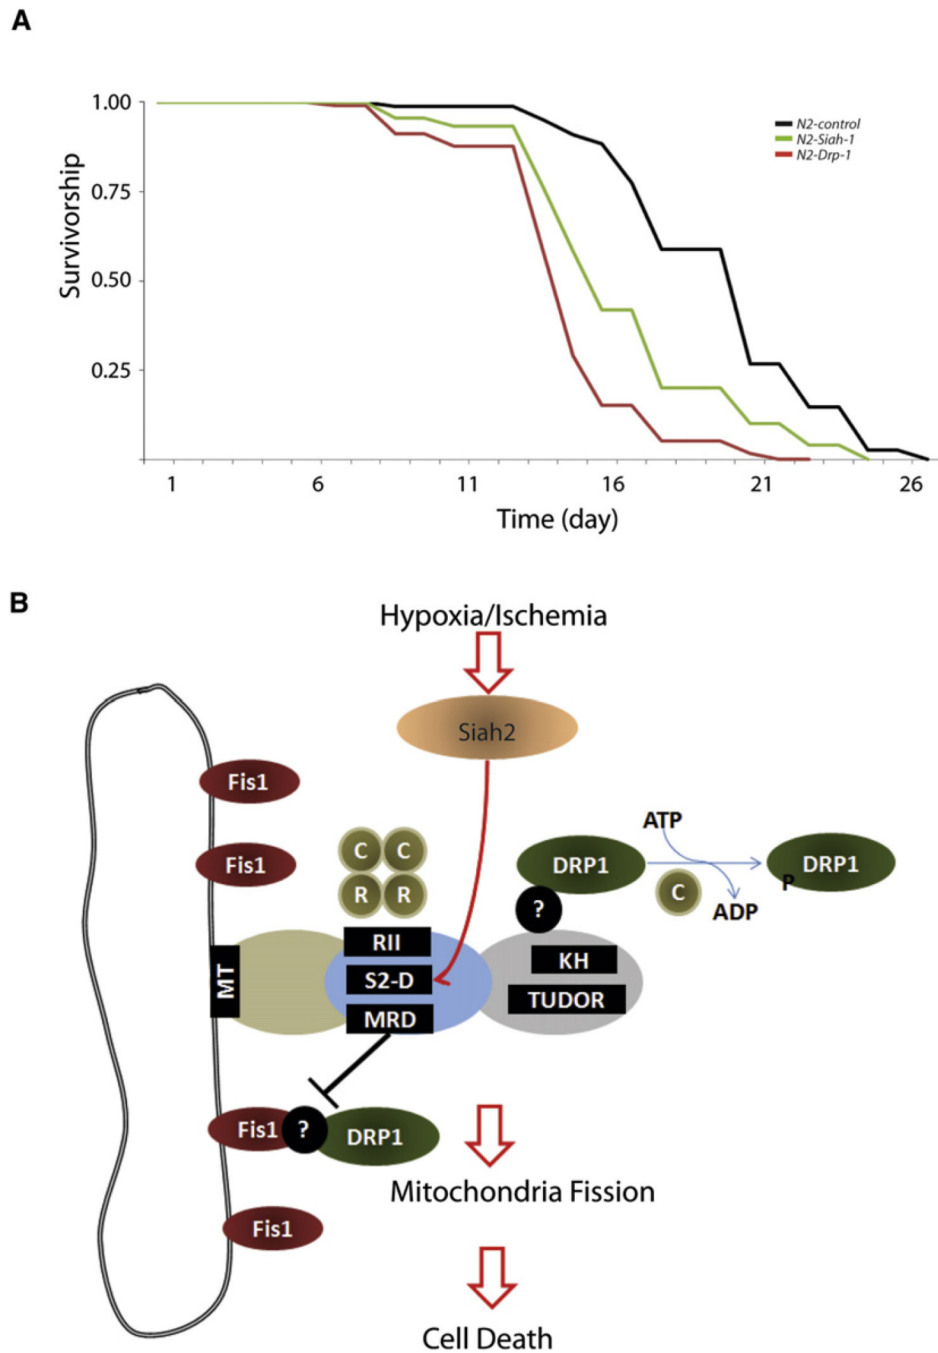 A
1.00
0.75
0.50
0.25
Survivorship
N2-control
N2-Siah-1
N2-Drp-1
1 6 11 16 21 26
Time (day)
B
Hypoxia/Ischemia
Siah2
Fis1
Fis1
C C
R R
ATP
DRP1
C
ADP
P
DRP1
?
MT
RII
S2-D
MRD
KH
TUDOR
Fis1 ? DRP1
Mitochondria Fission
Fis1
Cell Death